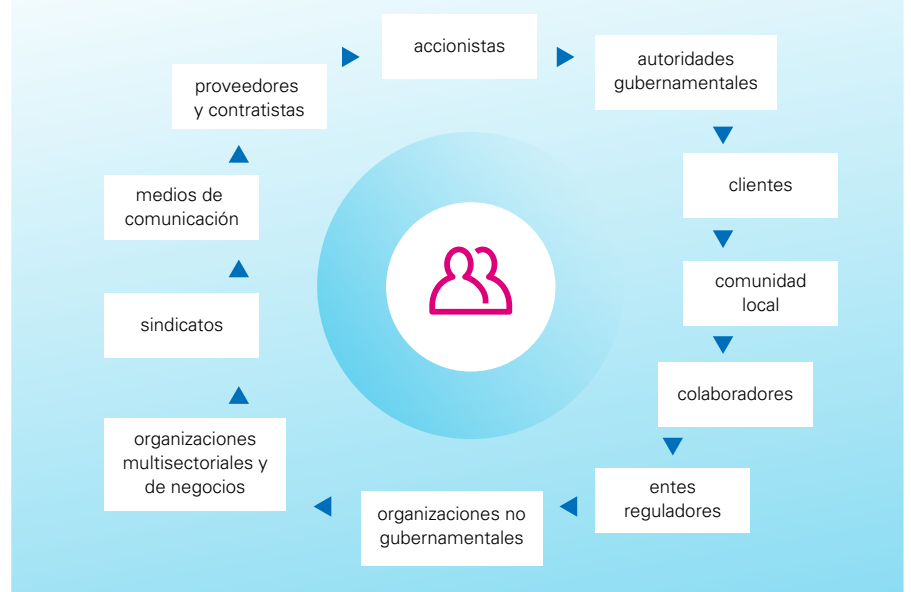 accionistas
autoridades
gubernamentales
clientes
comunidad
local
colaboradores
entes
reguladores
organizaciones no
gubernamentales
organizaciones
multisectoriales y
de negocios
sindicatos
medios de
comunicación
proveedores
y contratistas